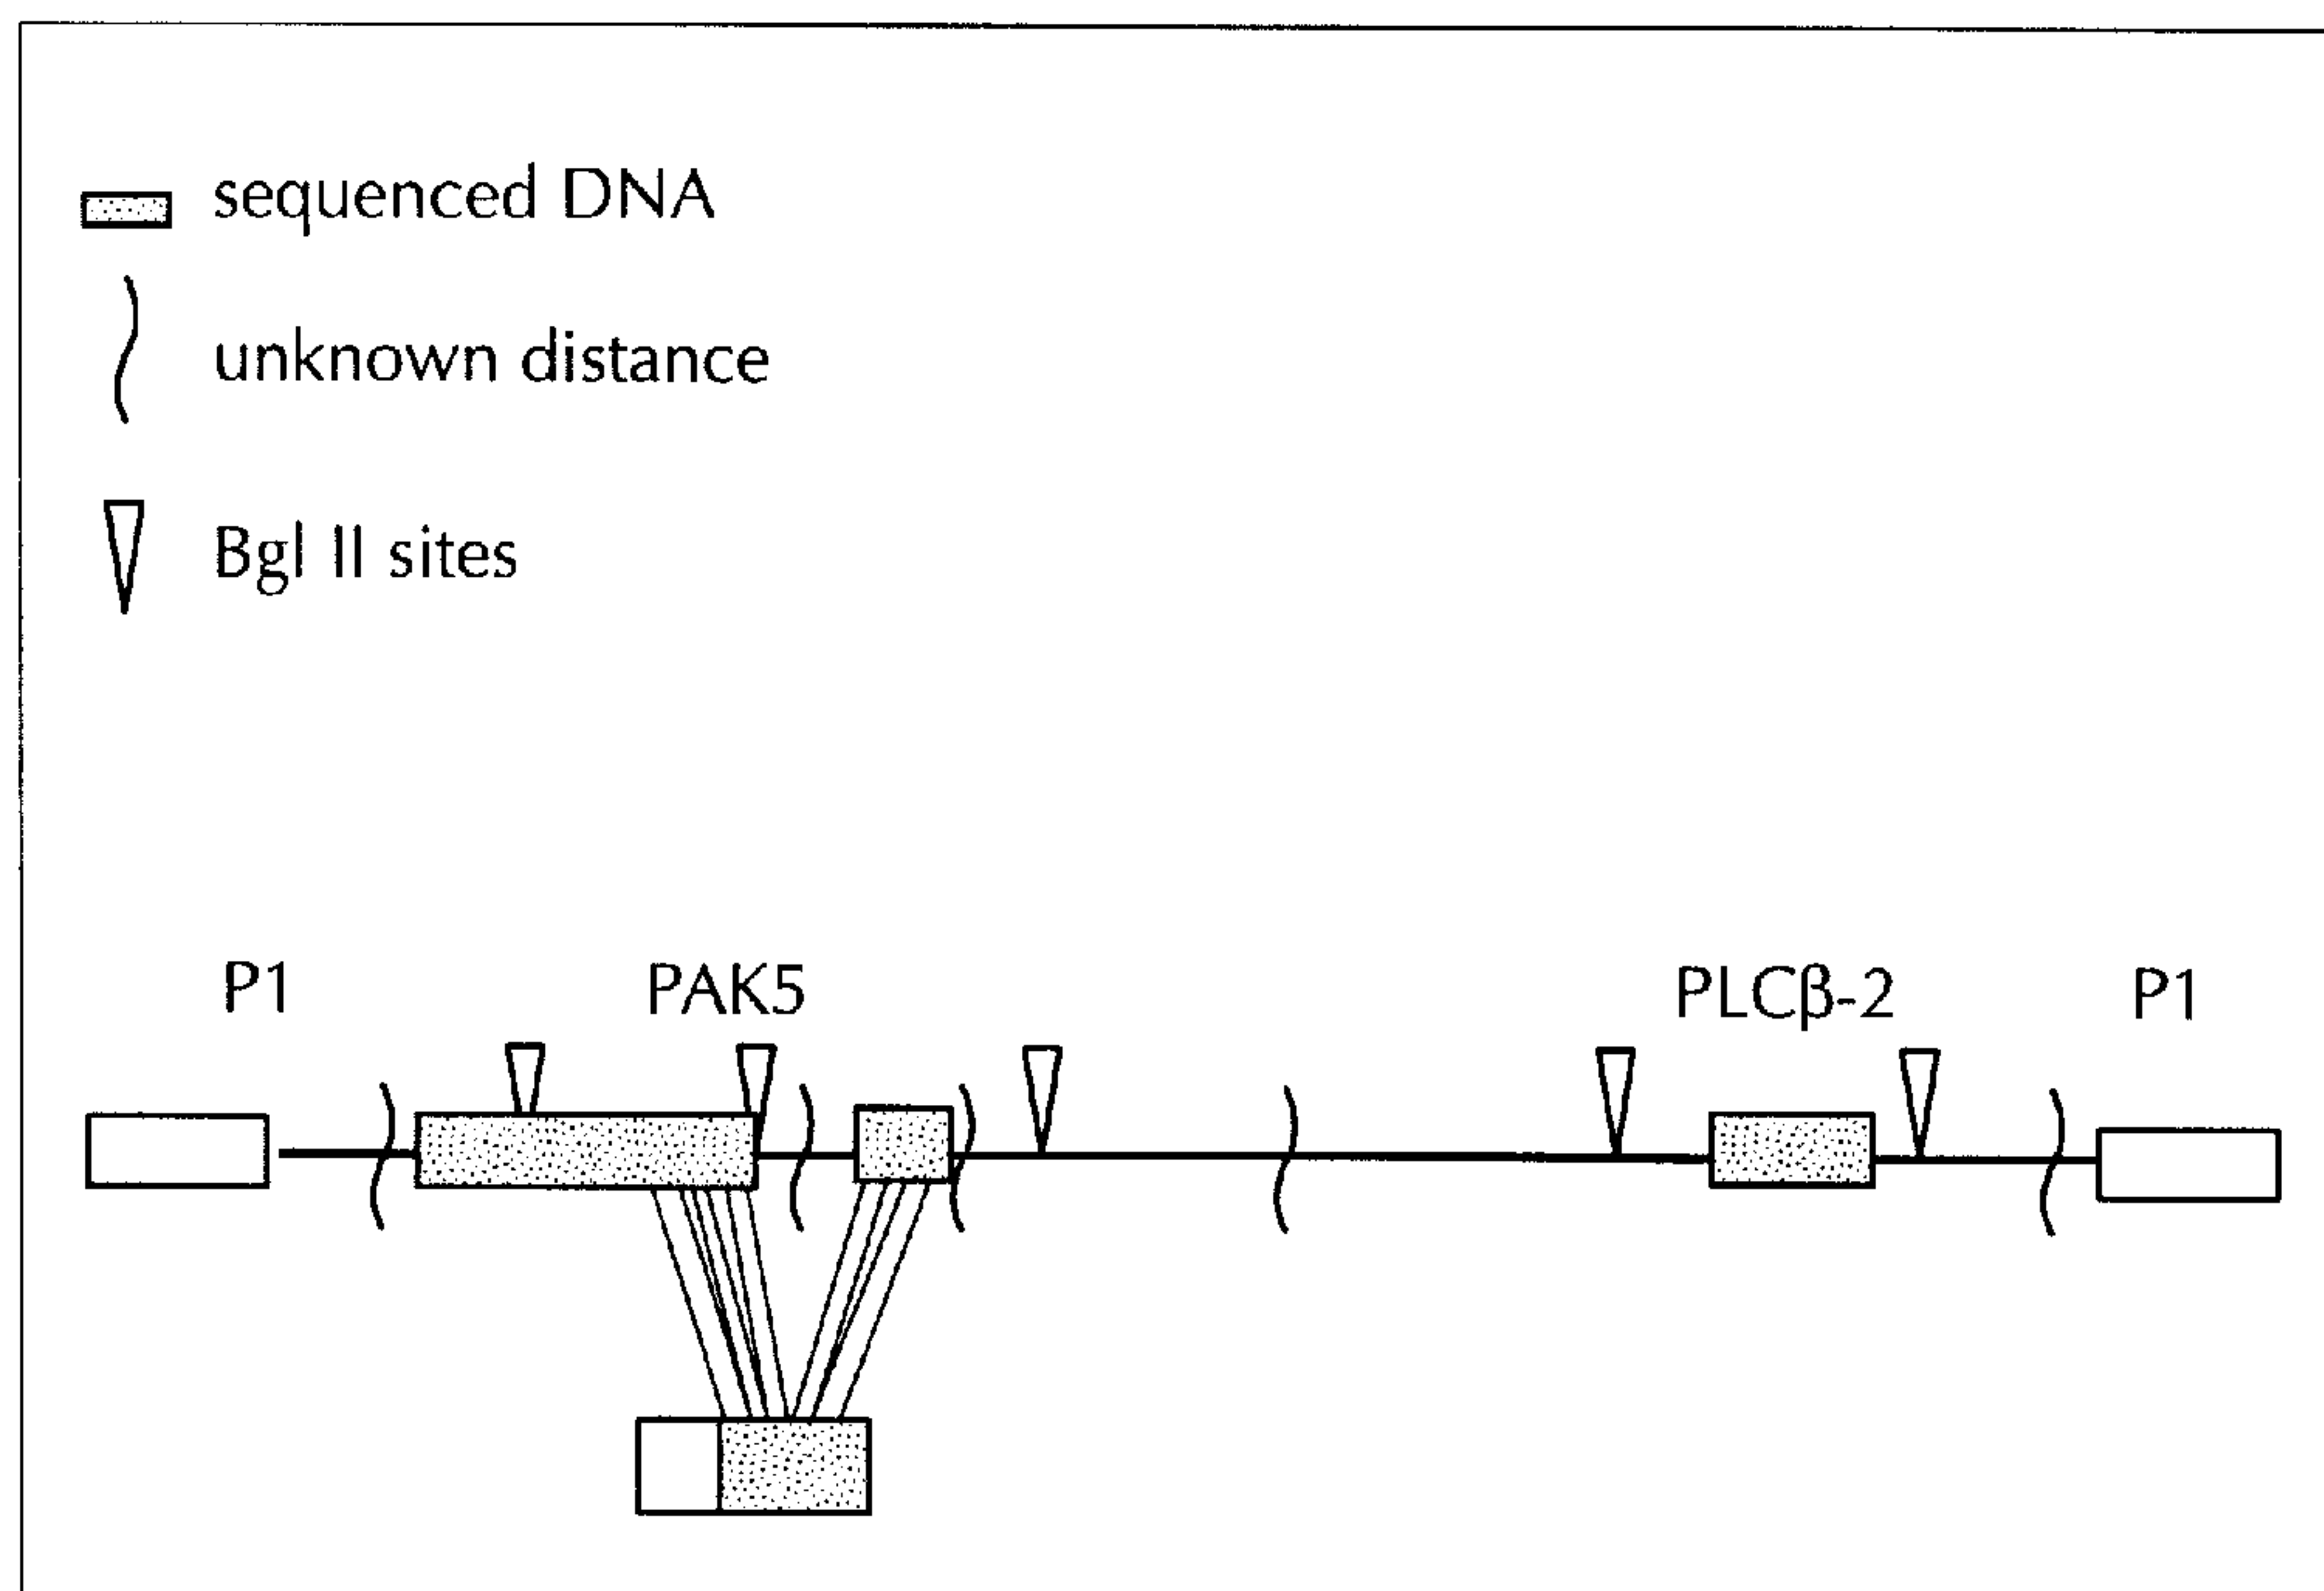 sequenced DNA
unknown distance
Bgl II sites
P1 PAK5 PLCβ-2 P1